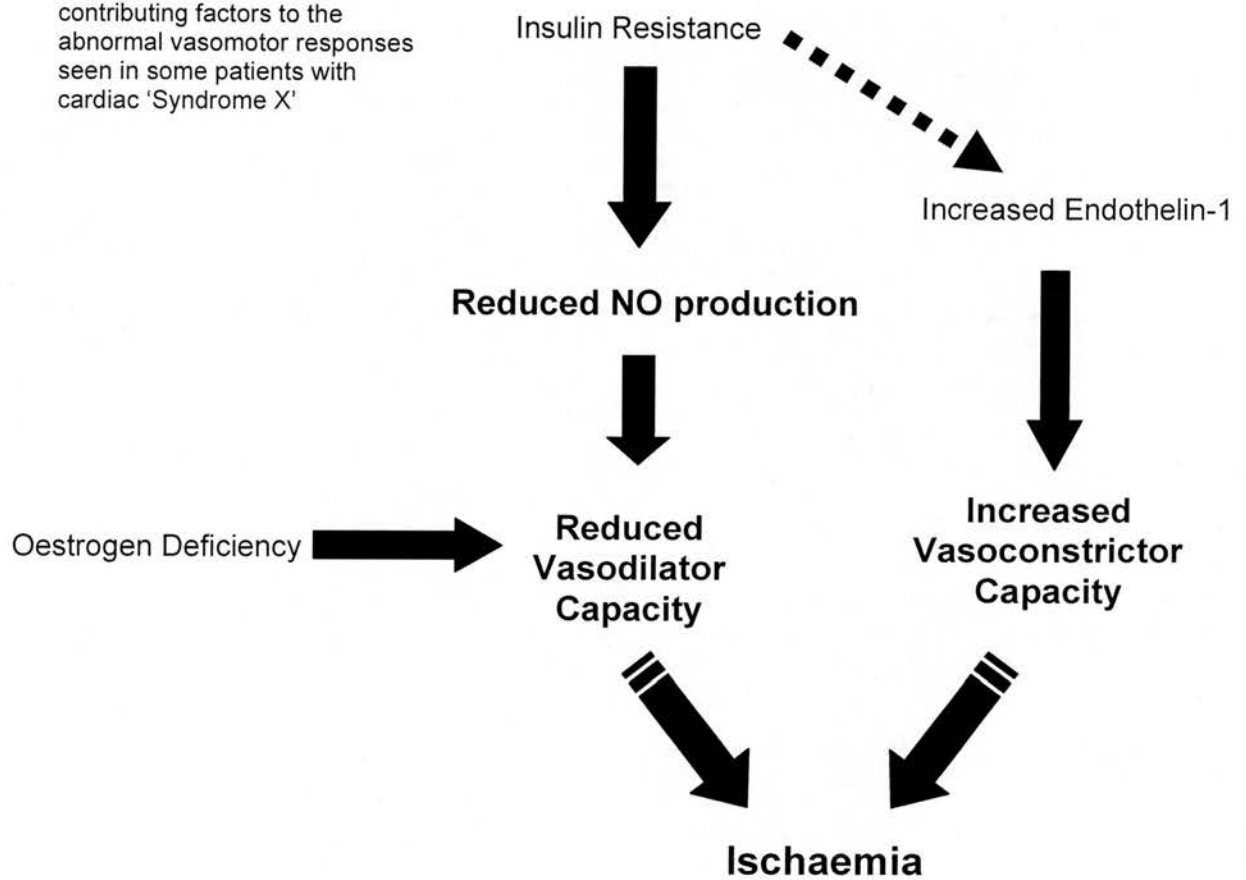 contributing factors to the
abnormal vasomotor responses
seen in some patients with
cardiac ‘Syndrome X’
Insulin Resistance
Increased Endothelin-1
Reduced NO production
Oestrogen Deficiency
Reduced
Vasodilator
Capacity
Increased
Vasoconstrictor
Capacity
Ischaemia